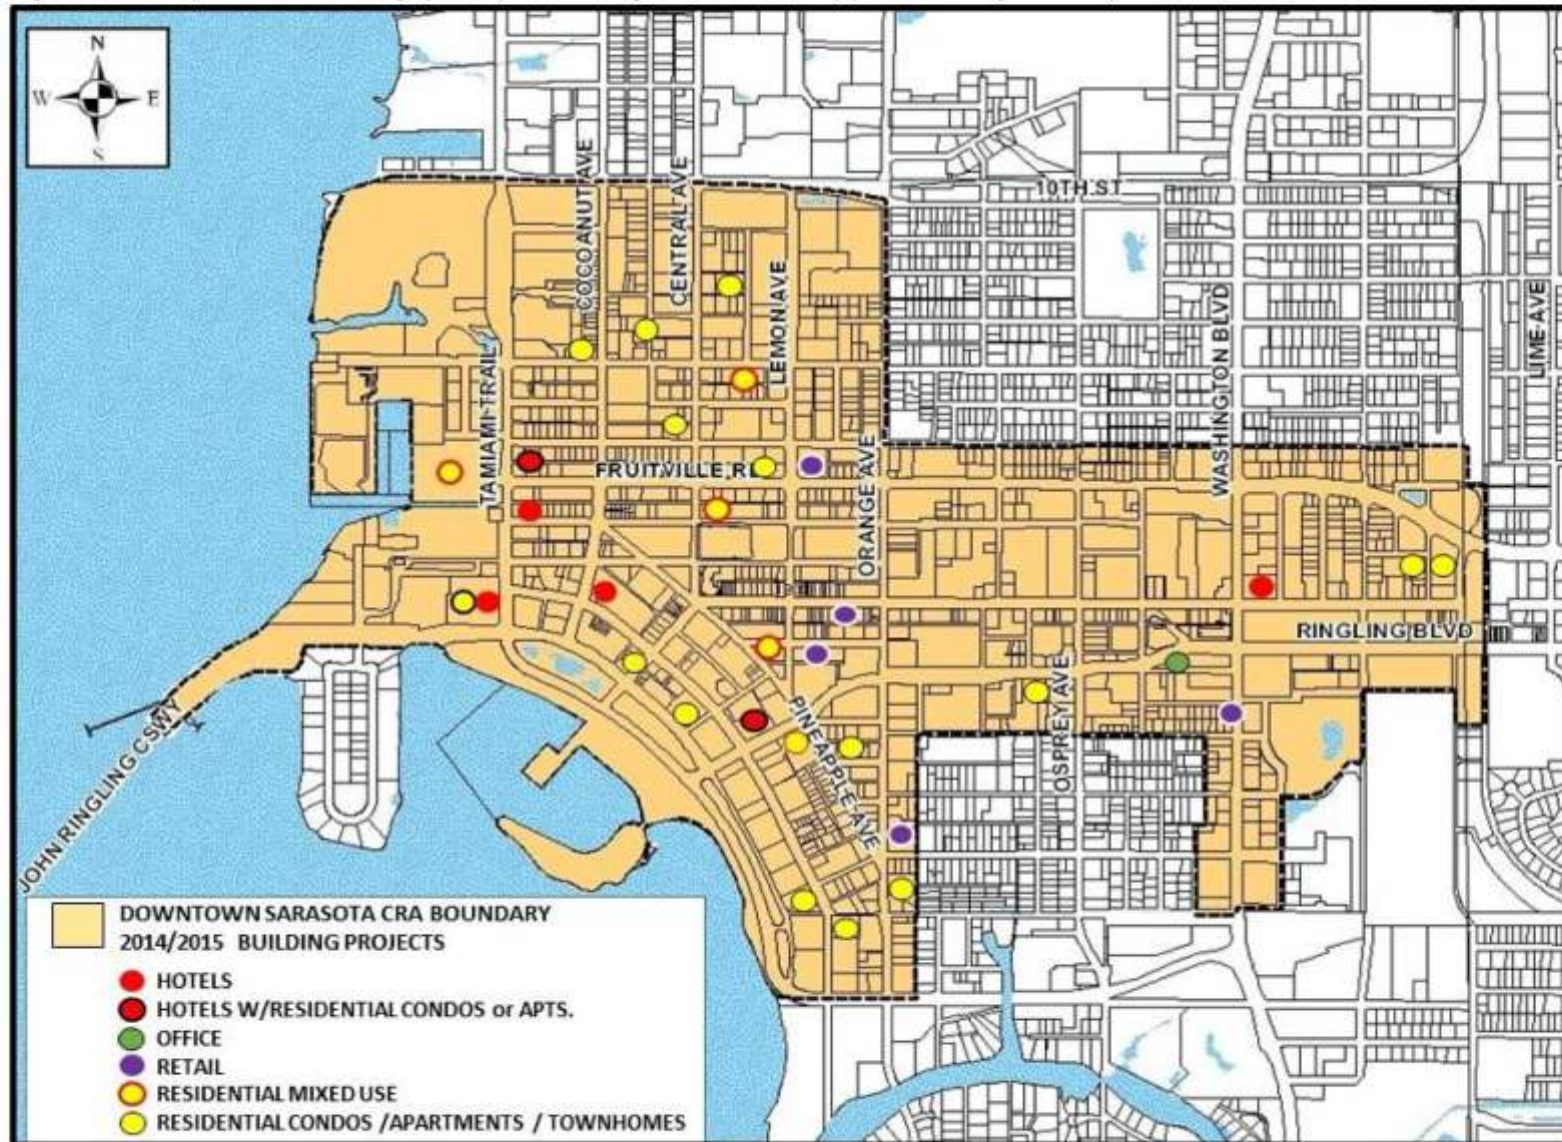 N
W E
S
10TH ST
COCOANUT AVE
CENTRAL AVE
LEMON AVE
TAMIAMI TRAIL
WASHINGTON BLVD
LIME AVE
FRUITVILLE RD
ORANGE AVE
RINGLING BLVD
OSPREY AVE
PINEAPPLE AVE
JOHN RINGLING CSWY
DOWNTOWN SARASOTA CRA BOUNDARY
2014/2015 BUILDING PROJECTS
HOTELS
HOTELS W/RESIDENTIAL CONDOS or APTS.
OFFICE
RETAIL
RESIDENTIAL MIXED USE
RESIDENTIAL CONDOS /APARTMENTS / TOWNHOMES